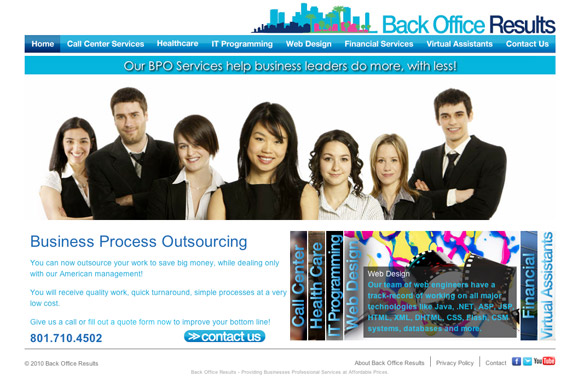 Back Office Results
Home Call Center Services Healthcare IT Programming Web Design Financial Services Virtual Assistants Contact Us
Our BPO Services help business leaders do more, with less!
Business Process Outsourcing
You can now outsource your work to save big money, while dealing only
with our American management!
You will receive quality work, quick turnaround, simple processes at a very
low cost.
Give us a call or fill out a quote form now to improve your bottom line!
801.710.4502
>> contact us
Call Center
Health Care
IT Programming
Web Design
Web Design
Our team of web engineers have a
track-record of working on all major
technologies like Java, .NET, ASP, JSP,
HTML, XML, DHTML, CSS, Flash, CSM
systems, databases and more.
Financial
Virtual Assistants
© 2010 Back Office Results
About Back Office Results Privacy Policy Contact
f
You Tube
Back Office Results - Providing Businesses Professional Services at Affordable Prices.